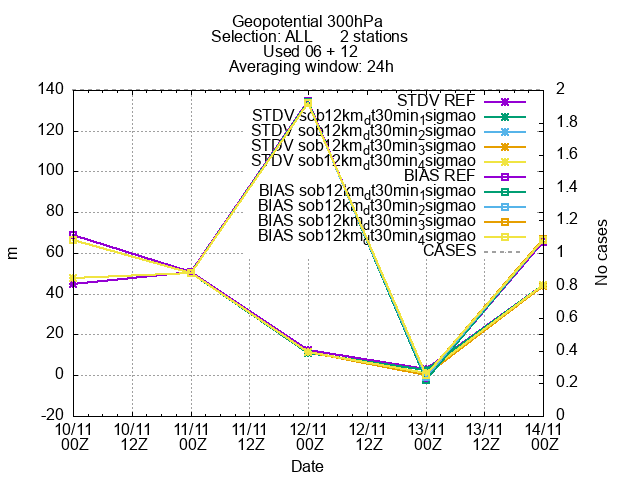 Geopotential 300hPa
Selection: ALL 2 stations
Used 06 + 12
Averaging window: 24h
STDV REF
STDV sob12km_dt30min_1sigmao
STDV sob12km_dt30min_2sigmao
STDV sob12km_dt30min_3sigmao
STDV sob12km_dt30min_4sigmao
BIAS REF
BIAS sob12km_dt30min_1sigmao
BIAS sob12km_dt30min_2sigmao
BIAS sob12km_dt30min_3sigmao
BIAS sob12km_dt30min_4sigmao
CASES
140
120
100
80
60
40
20
0
-20
m
2
1.8
1.6
1.4
1.2
1
0.8
0.6
0.4
0.2
0
No cases
10/11 10/11 11/11 11/11 12/11 12/11 13/11 13/11 14/11
00Z 12Z 00Z 12Z 00Z 12Z 00Z 12Z 00Z
Date